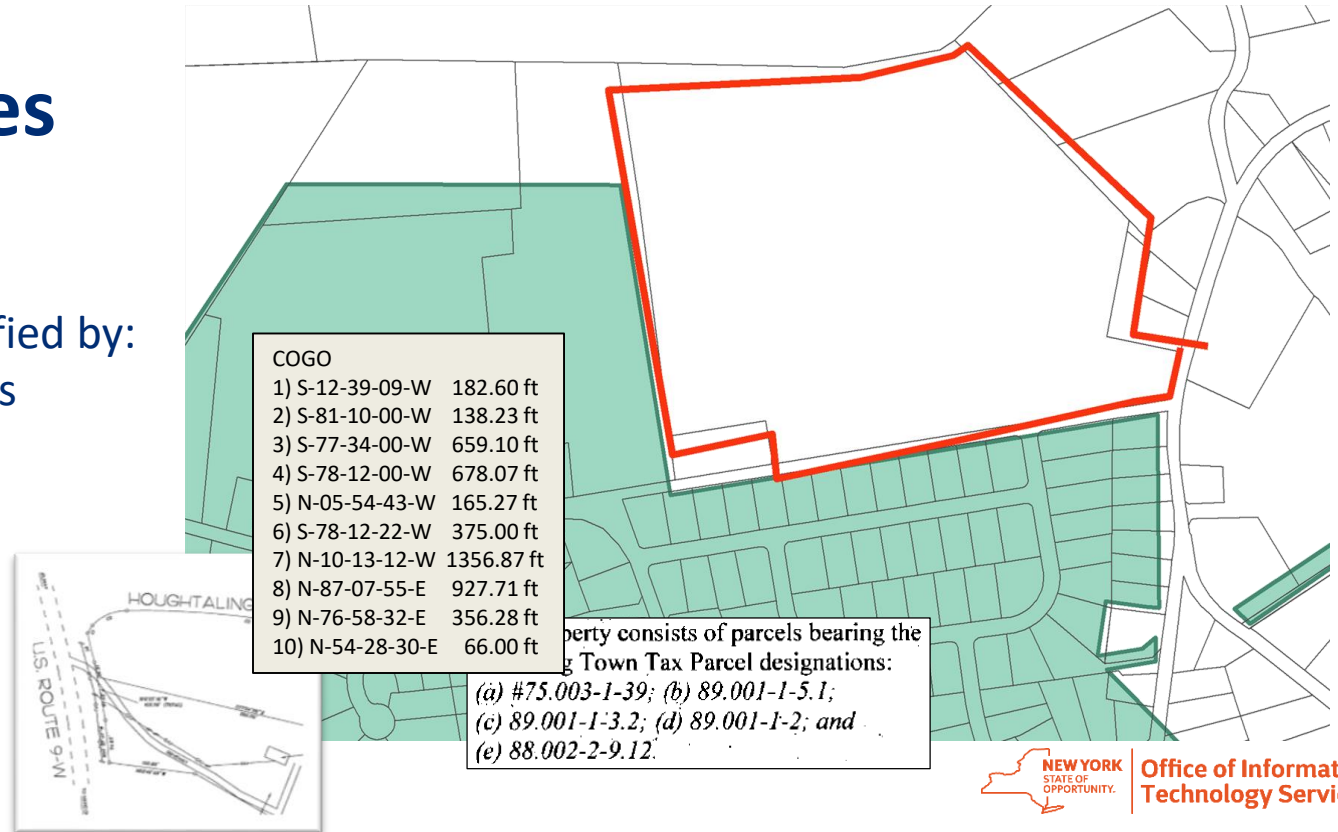 es
fied by:
s
COGO
1) S-12-39-09-W 182.60 ft
2) S-81-10-00-W 138.23 ft
3) S-77-34-00-W 659.10 ft
4) S-78-12-00-W 678.07 ft
5) N-05-54-43-W 165.27 ft
6) S-78-12-22-W 375.00 ft
7) N-10-13-12-W 1356.87 ft
8) N-87-07-55-E 927.71 ft
9) N-76-58-32-E 356.28 ft
10) N-54-28-30-E 66.00 ft
HOUGHTALING
U.S. ROUTE 9-W
perty consists of parcels bearing the
g Town Tax Parcel designations:
(a) #75.003-1-39; (b) 89.001-1-5.1;
(c) 89.001-1-3.2; (d) 89.001-1-2; and
(e) 88.002-2-9.12.
NEW YORK
STATE OF
OPPORTUNITY.
Office of Informat
Technology Servi